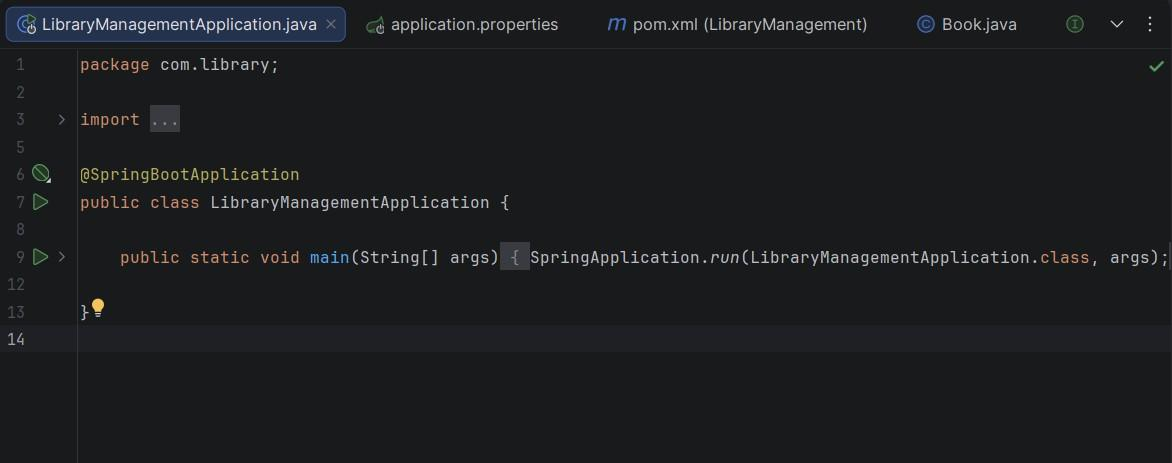 LibraryManagementApplication.java application.properties m pom.xml (LibraryManagement) C Book.java I
1 package com.library;
2
3 import ...
5
6 @SpringBootApplication
7 public class LibraryManagementApplication {
8
9 public static void main(String[] args) { SpringApplication.run(LibraryManagementApplication.class, args);
12
13 }
14